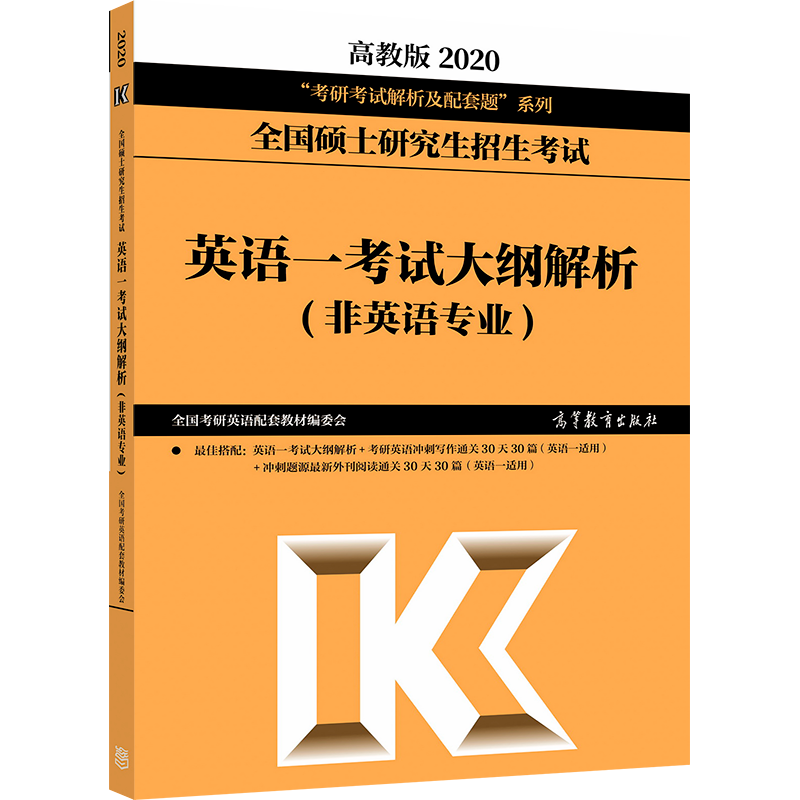 高教版 2020
“考研考试解析及配套题”系列
全国硕士研究生招生考试
英语一考试大纲解析
(非英语专业)
全国考研英语配套教材编委会
高等教育出版社
● 最佳搭配：英语一考试大纲解析+考研英语冲刺写作通关30天30篇(英语一适用)
+冲刺题源最新外刊阅读通关30天30篇(英语一适用)
K
2020
K
全国硕士研究生招生考试
英语一考试大纲解析(非英语专业)
全国考研英语配套教材编委会